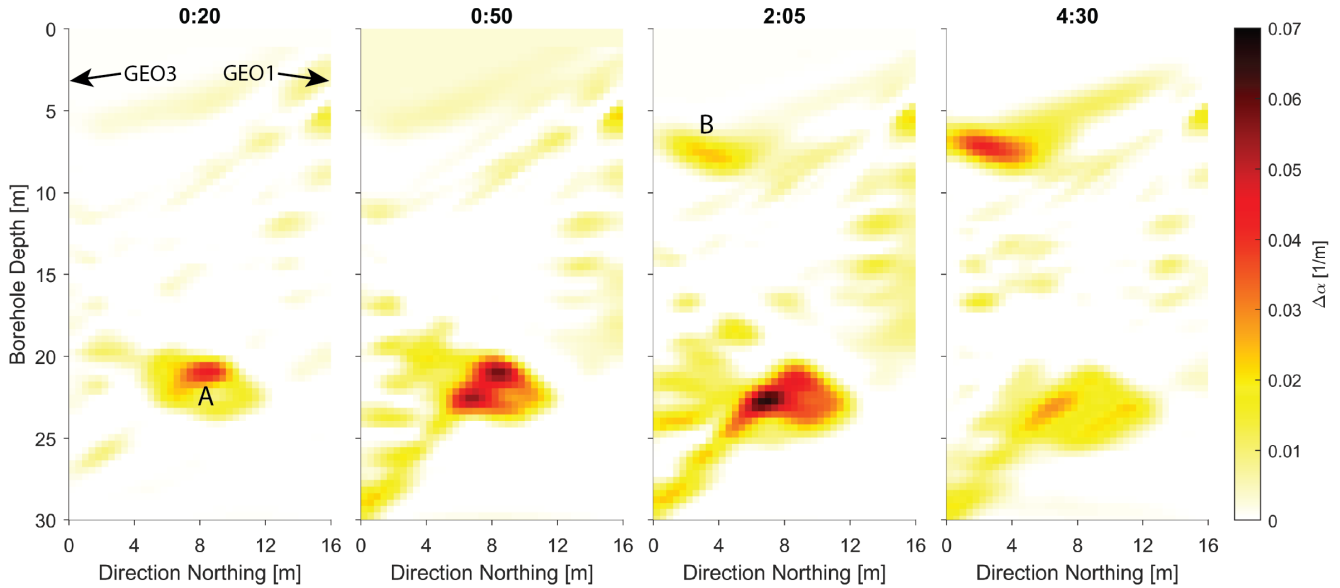 0:20 0:50 2:05 4:30
GEO3 GEO1
A
B
Borehole Depth [m]
0
5
10
15
20
25
30
0 4 8 12 16
0 4 8 12 16
0 4 8 12 16
0 4 8 12 16
Direction Northing [m] Direction Northing [m] Direction Northing [m] Direction Northing [m]
0.07
0.06
0.05
0.04
0.03
0.02
0.01
0
Δα [1/m]